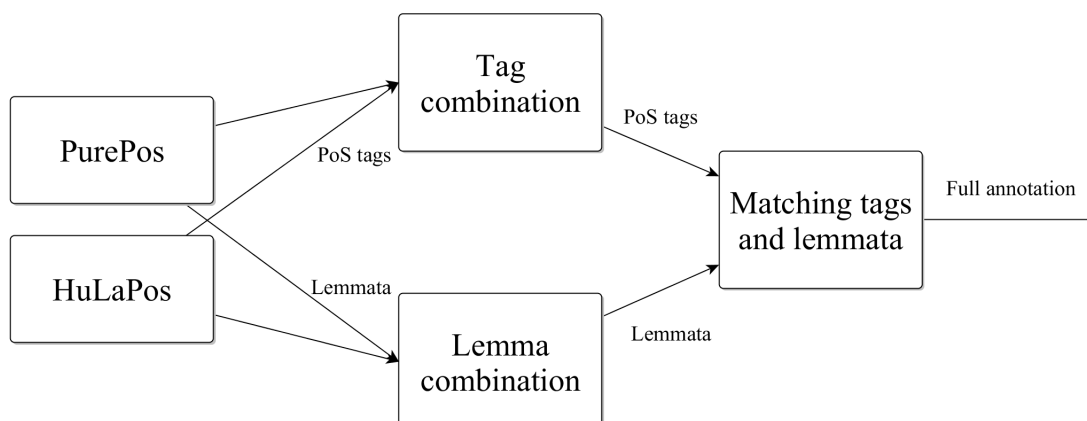 PurePos
HuLaPos
Tag
combination
PoS tags
Lemmata
Lemma
combination
PoS tags
Lemmata
Matching tags
and lemmata
Full annotation